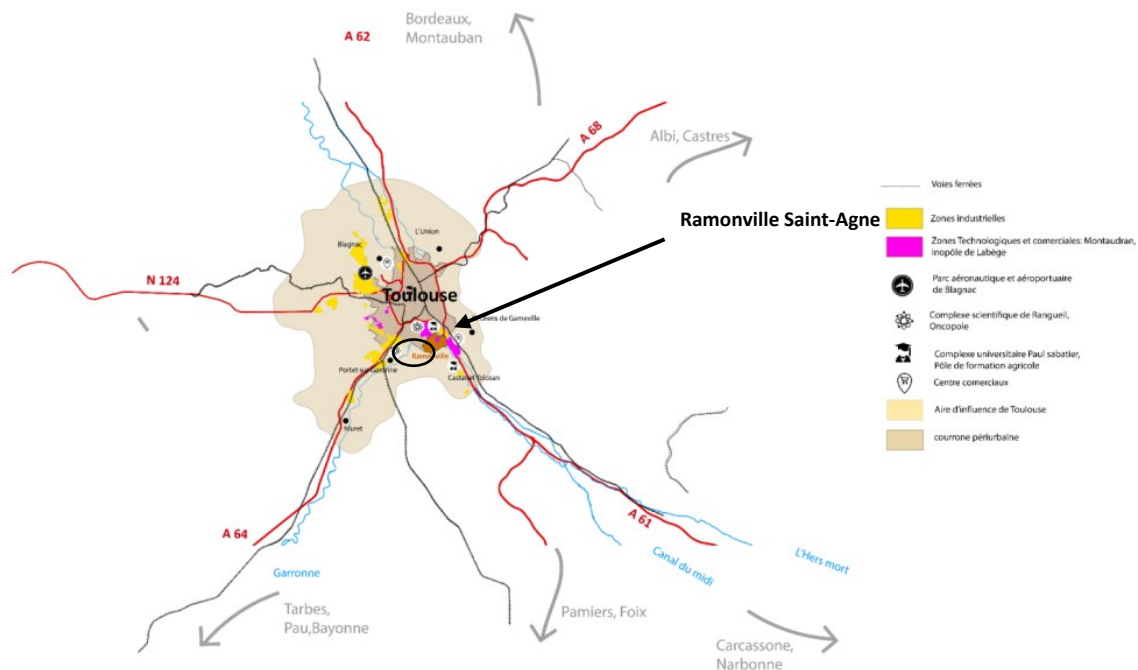 Bordeaux,
Montauban
A 62
A 68
Albi, Castres
Ramonville Saint-Agne
L'Union
Blagnac
N 124
Toulouse
Ramonville
Portet sur Garonne
Castanet Tolosan
Muret
A 64
A 61
Garronne
Canal du midi
L'Hers mort
Tarbes,
Pau,Bayonne
Pamiers, Foix
Carcassone,
Narbonne
Voies ferrées
Zones industrielles
Zones Technologiques et comerciales: Montaudran,
Inopôle de Labège
Parc aéronautique et aéroportuaire
de Blagnac
Complexe scientifique de Rangueil,
Oncopole
Complexe universitaire Paul sabatier,
Pôle de formation agricole
Centre comerciaux
Aire d'influence de Toulouse
courrone périurbaine